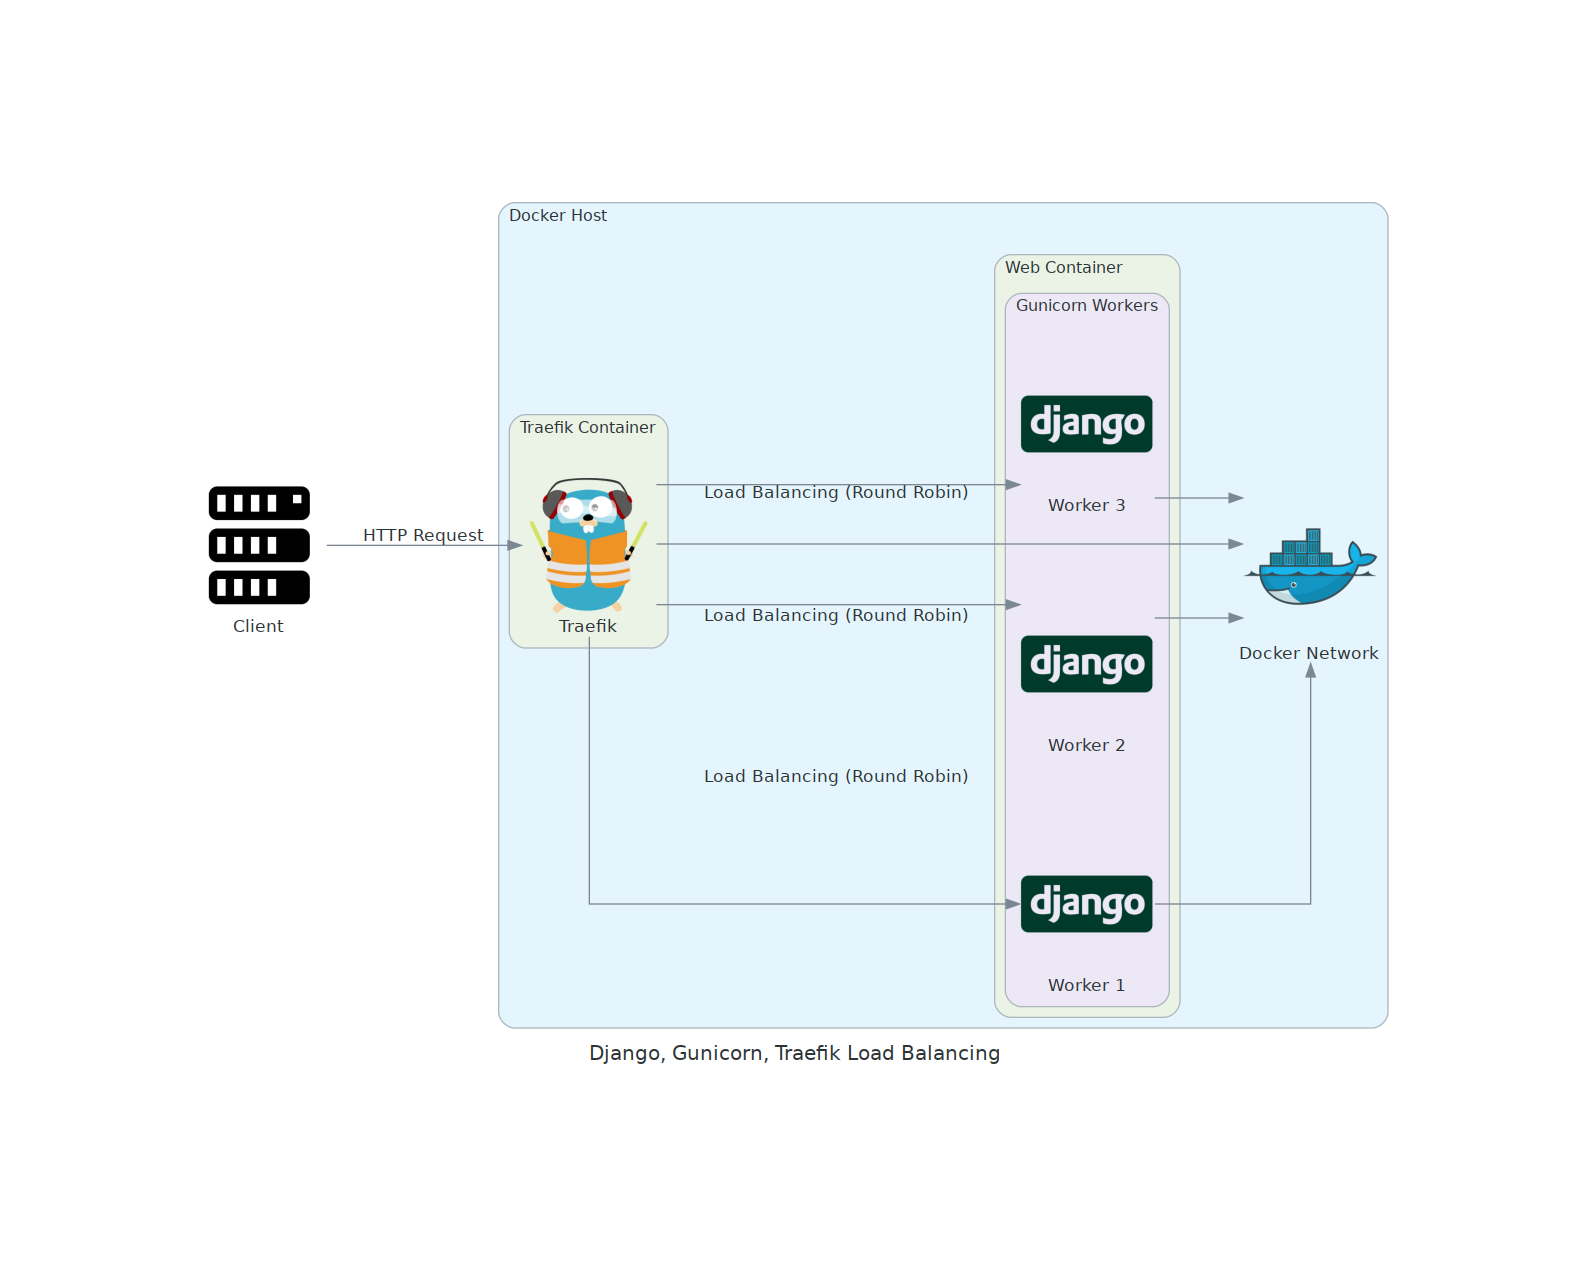 Docker Host
Web Container
Gunicorn Workers
django
Traefik Container
Load Balancing (Round Robin)
Worker 3
HTTP Request
Load Balancing (Round Robin)
Traefik
Client
django
Docker Network
Worker 2
Load Balancing (Round Robin)
django
Worker 1
Django, Gunicorn, Traefik Load Balancing